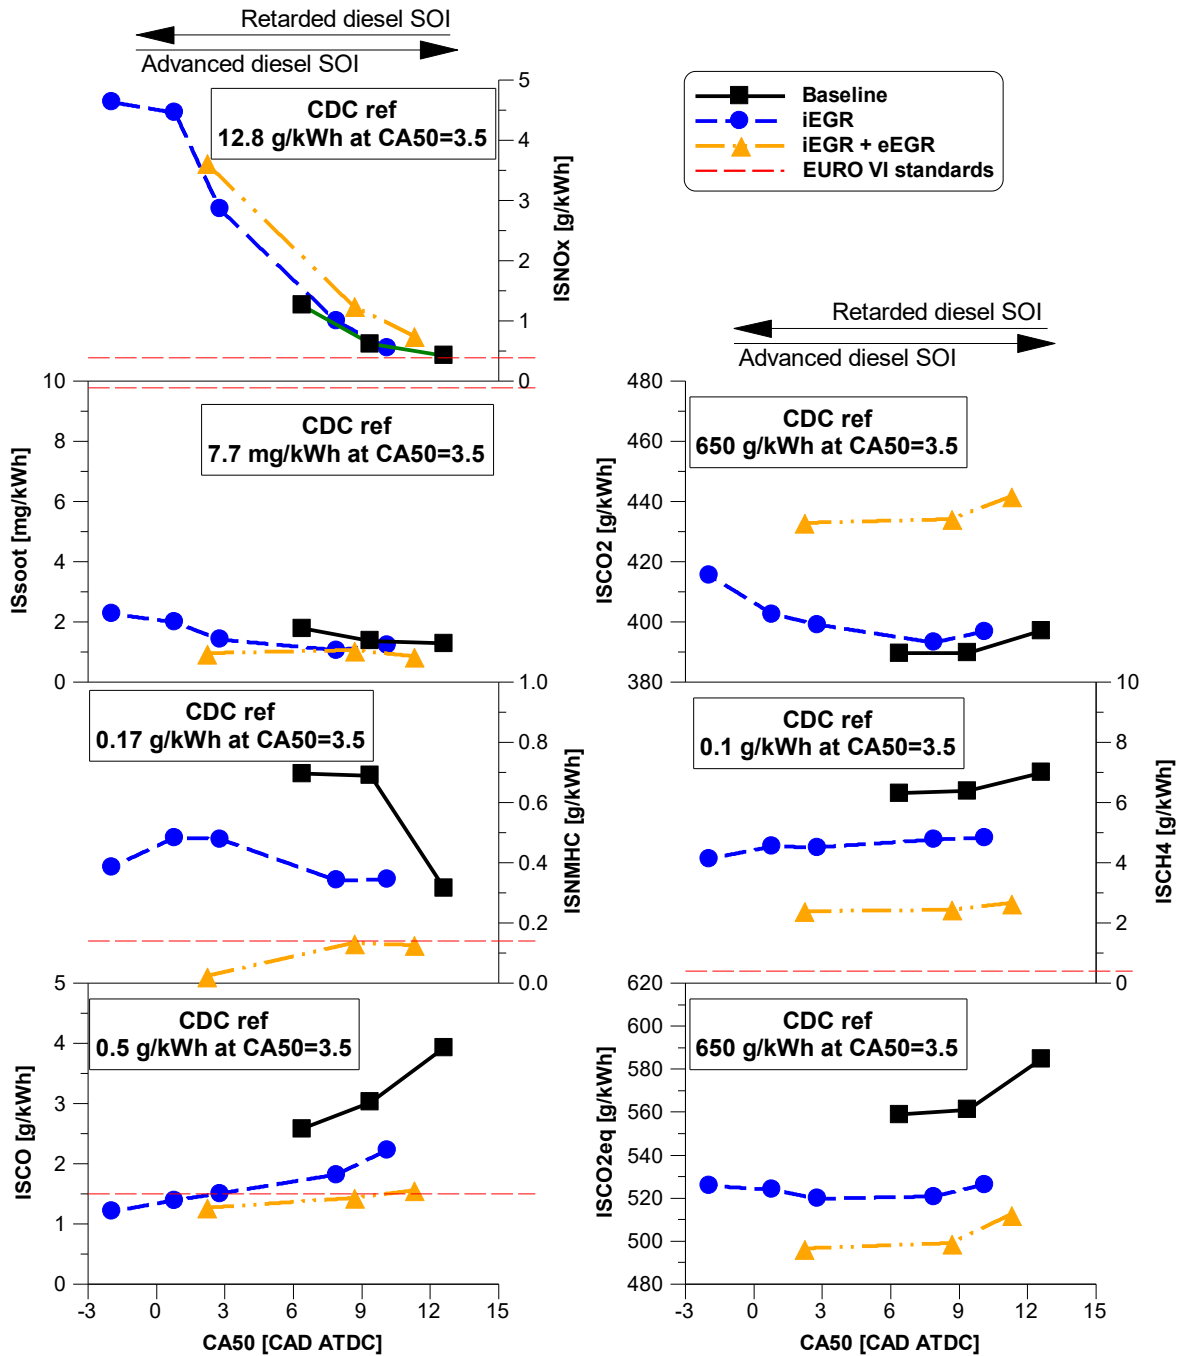 Retarded diesel SOI
Advanced diesel SOI
CDC ref
12.8 g/kWh at CA50=3.5
5
4
3
2
1
0
ISNOx [g/kWh]
Baseline
iEGR
iEGR + eEGR
EURO VI standards
10
8
6
4
2
0
ISsoot [mg/kWh]
CDC ref
7.7 mg/kWh at CA50=3.5
Retarded diesel SOI
Advanced diesel SOI
480
460
440
420
400
380
ISCO2 [g/kWh]
CDC ref
650 g/kWh at CA50=3.5
CDC ref
0.17 g/kWh at CA50=3.5
1.0
0.8
0.6
0.4
0.2
0.0
ISNMHC [g/kWh]
CDC ref
0.1 g/kWh at CA50=3.5
10
8
6
4
2
0
ISCH4 [g/kWh]
5
4
3
2
1
0
ISCO [g/kWh]
CDC ref
0.5 g/kWh at CA50=3.5
-3 0 3 6 9 12 15
CA50 [CAD ATDC]
620
600
580
560
540
520
500
480
ISCO2eq [g/kWh]
CDC ref
650 g/kWh at CA50=3.5
-3 0 3 6 9 12 15
CA50 [CAD ATDC]